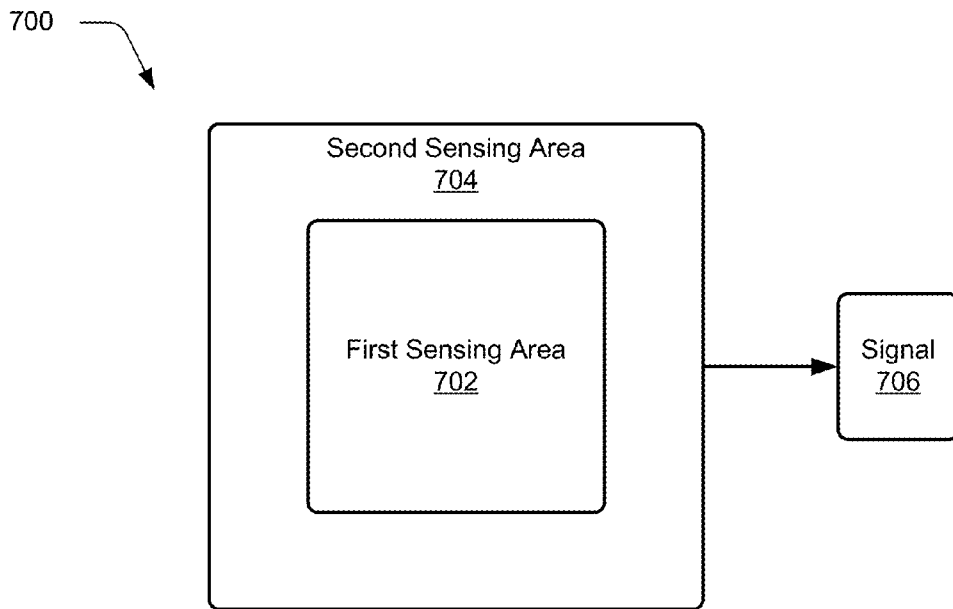 700
Second Sensing Area
704
First Sensing Area
702
Signal
706